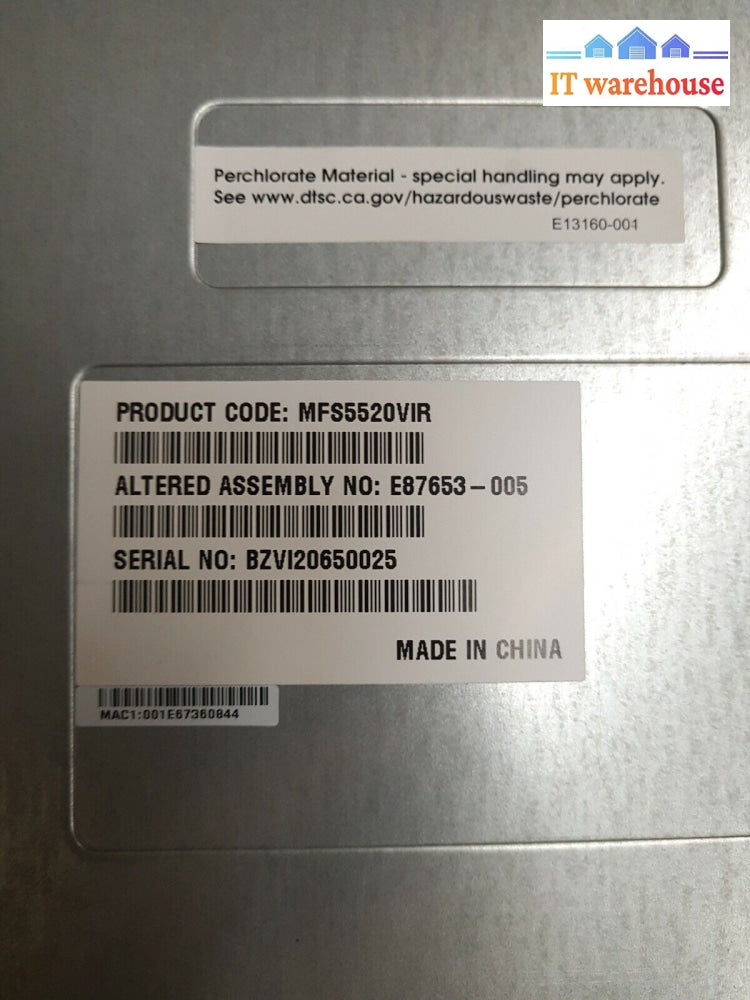 IT warehouse
Perchlorate Material - special handling may apply.
See www.dtsc.ca.gov/hazardouswaste/perchlorate
E13160-001
PRODUCT CODE: MFS5520VIR
ALTERED ASSEMBLY NO: E87653-005
SERIAL NO: BZVI20650025
MADE IN CHINA
MAC1:001E67360844